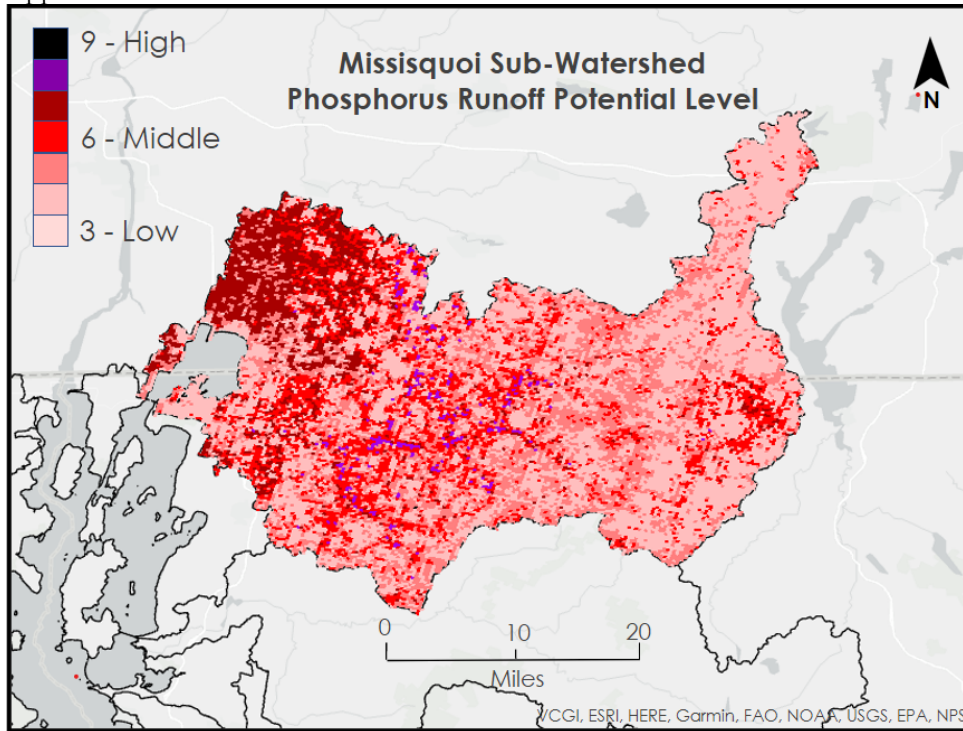 9 - High
6 - Middle
3 - Low
Missisquoi Sub-Watershed
Phosphorus Runoff Potential Level
N
0 10 20
Miles
VCGI, ESRI, HERE, Garmin, FAO, NOAA, USGS, EPA, NPS